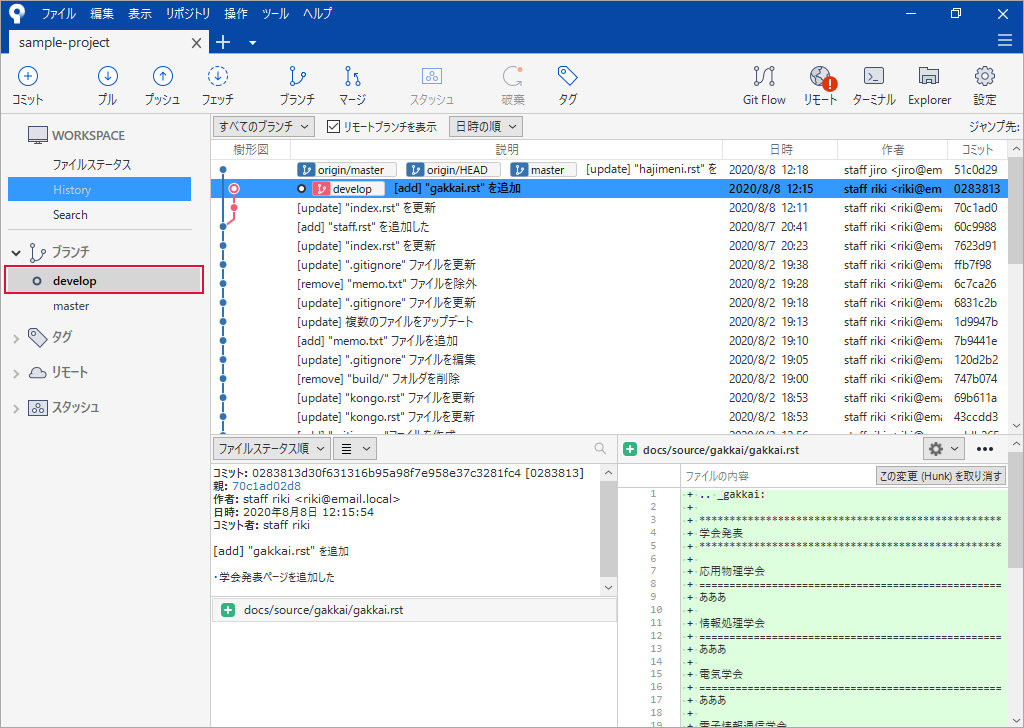 ファイル 編集 表示 リポジトリ 操作 ツール ヘルプ
sample-project
コミット プル プッシュ フェッチ ブランチ マージ スタッシュ 破棄 タグ Git Flow リモート ターミナル Explorer 設定
WORKSPACE
ファイルステータス
History
Search
ブランチ
develop
master
タグ
リモート
スタッシュ
すべてのブランチ リモートブランチを表示 日時の順 ジャンプ先:
樹形図 説明 日時 作者 コミット
origin/master origin/HEAD master [update] "hajimeni.rst" を 2020/8/8 12:18 staff jiro <jiro@em 51c0d29
develop [add] "gakkai.rst" を追加 2020/8/8 12:15 staff riki <riki@em 0283813
[update] "index.rst" を更新 2020/8/8 12:11 staff riki <riki@ema 70c1ad0
[add] "staff.rst" を追加した 2020/8/7 20:41 staff riki <riki@ema 60c9988
[update] "index.rst" を更新 2020/8/7 20:23 staff riki <riki@ema 7623d91
[update] ".gitignore" ファイルを更新 2020/8/2 19:38 staff riki <riki@ema ffb7f98
[remove] "memo.txt" ファイルを除外 2020/8/2 19:28 staff riki <riki@ema 6c7ca26
[update] ".gitignore" ファイルを更新 2020/8/2 19:18 staff riki <riki@ema 6831c2b
[update] 複数のファイルをアップデート 2020/8/2 19:13 staff riki <riki@ema 1d9947b
[add] "memo.txt" ファイルを追加 2020/8/2 19:10 staff riki <riki@ema 7b9441e
[update] ".gitignore" ファイルを編集 2020/8/2 19:05 staff riki <riki@ema 120d2b2
[remove] "build/" フォルダを削除 2020/8/2 19:00 staff riki <riki@ema 747b074
[update] "kongo.rst" ファイルを更新 2020/8/2 18:53 staff riki <riki@ema 69b611a
[update] "kongo.rst" ファイルを更新 2020/8/2 18:53 staff riki <riki@ema 43ccdd3
ファイルステータス順
コミット: 0283813d30f631316b95a98f7e958e37c3281fc4 [0283813]
親: 70c1ad02d8
作者: staff riki <riki@email.local>
日時: 2020年8月8日 12:15:54
コミット者: staff riki
[add] "gakkai.rst" を追加
・学会発表ページを追加した
docs/source/gakkai/gakkai.rst
docs/source/gakkai/gakkai.rst
ファイルの内容 この変更 (Hunk) を取り消す
1 + .. _gakkai:
2 +
3 + **************************************************
4 + 学会発表
5 + **************************************************
6 +
7 + 応用物理学会
8 + ==================================================
9 + あああ
10 +
11 + 情報処理学会
12 + ==================================================
13 + あああ
14 +
15 + 電気学会
16 + ==================================================
17 + あああ
18 +
19 + 電子情報通信学会